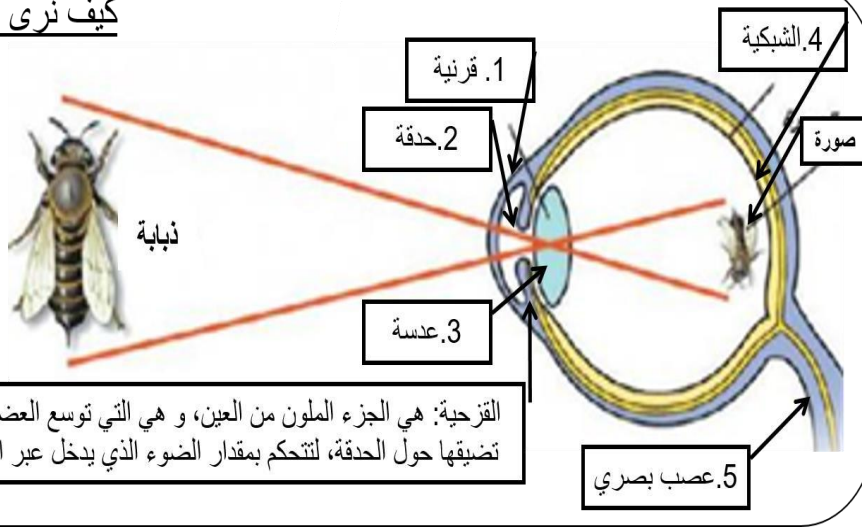 كيف نرى
4.الشبكية
1. قرنية
2.حدقة
صورة
ذبابة
3.عدسة
القزحية: هي الجزء الملون من العين، و هي التي توسع
تضيقها حول الحدقة، لتتحكم بمقدار الضوء الذي يدخل عبر
5.عصب بصري